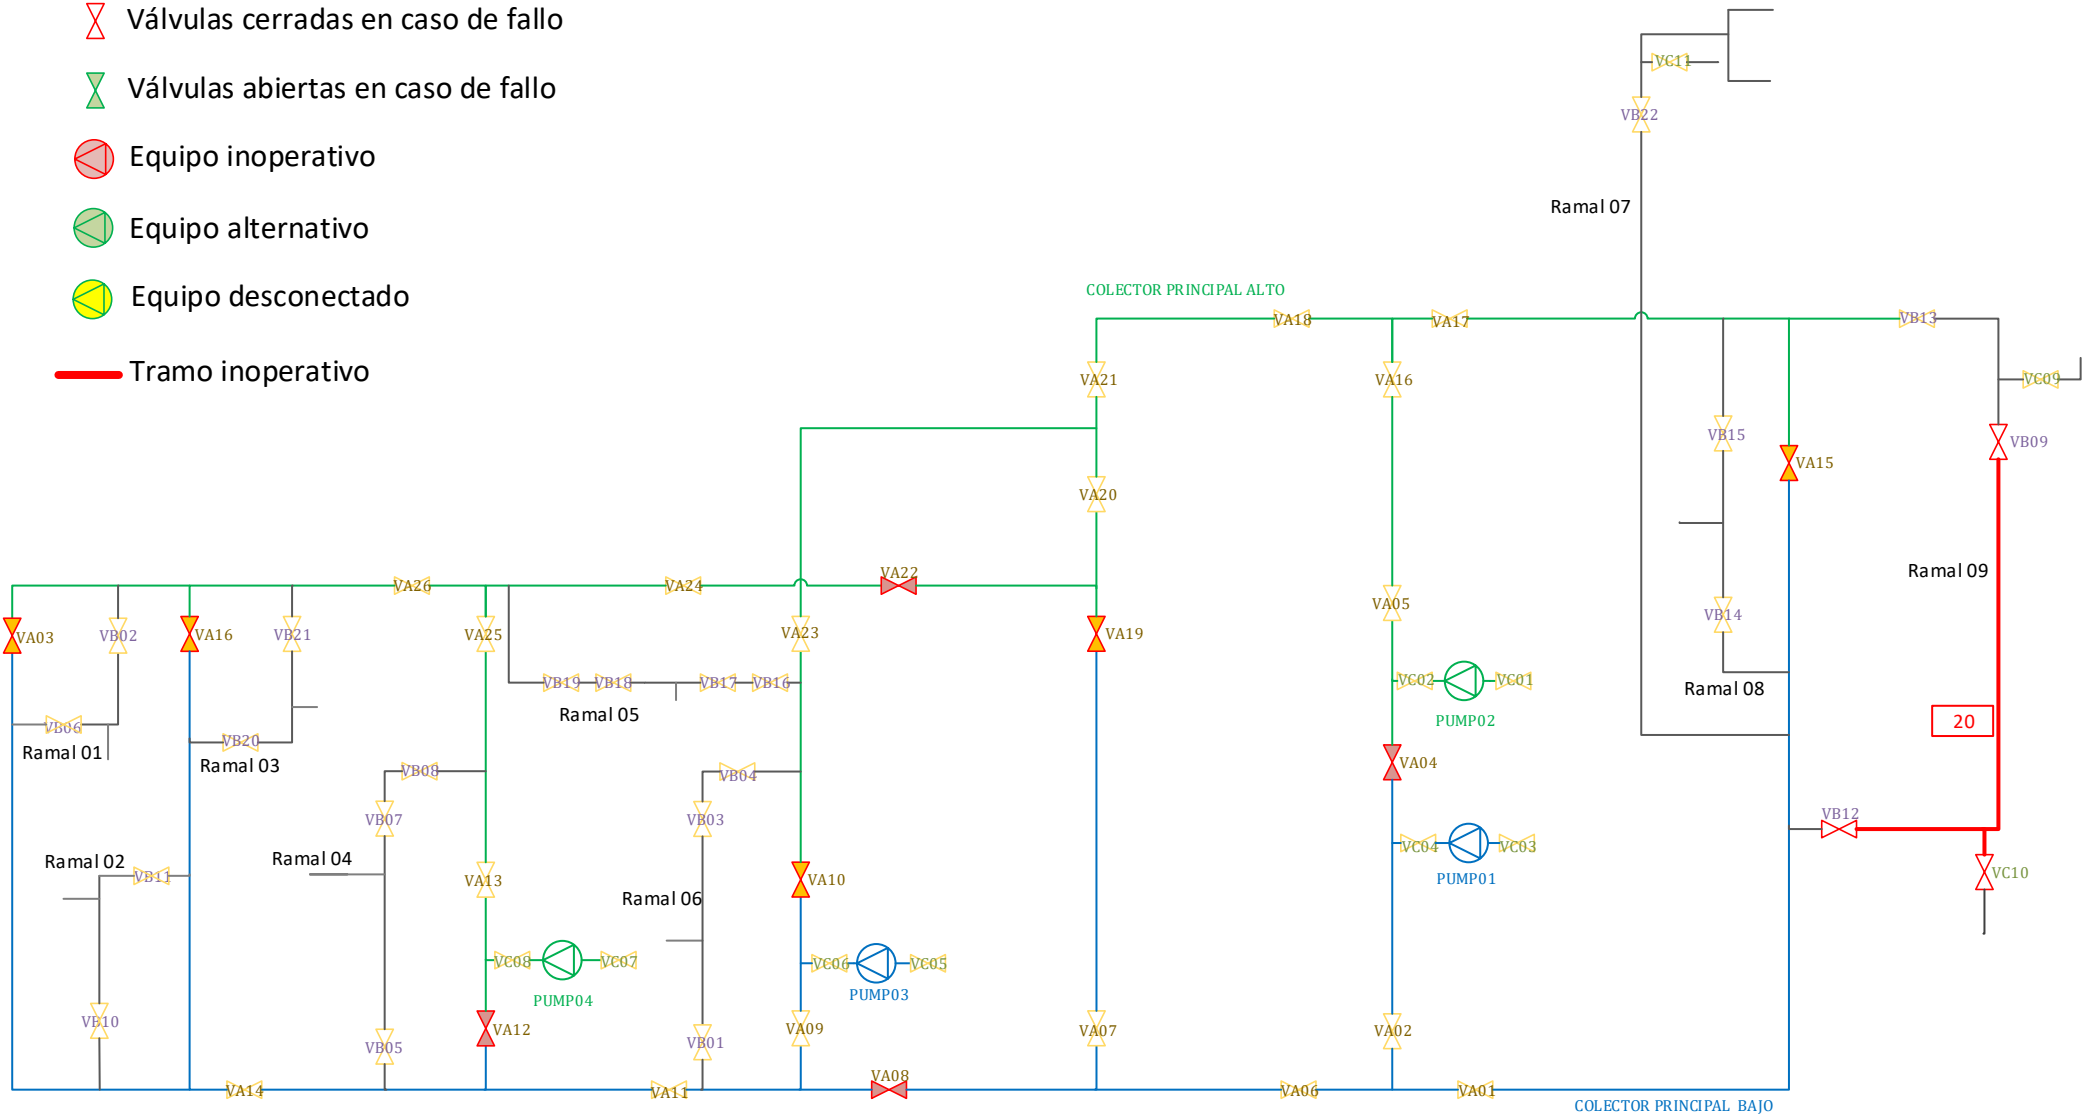 Válvulas cerradas en caso de fallo
Válvulas abiertas en caso de fallo
Equipo inoperativo
Equipo alternativo
Equipo desconectado
Tramo inoperativo
VC11
VB22
Ramal 07
COLECTOR PRINCIPAL ALTO
VA18
VA17
VB13
VA21
VA16
VC09
VB15
VB09
VA15
VA20
VA22
VA26
VA24
Ramal 09
VA05
VB14
VA03
VB02
VA16
VB21
VA25
VA23
VA19
VB19
VB18
VB17
VB16
VC02
VC01
Ramal 08
Ramal 05
PUMP02
20
VB06
Ramal 01
VB20
Ramal 03
VA04
VB08
VB04
VB07
VB03
VB12
VC04
VC03
PUMP01
Ramal 02
Ramal 04
VB11
VA13
VA10
VC10
Ramal 06
VC08
VC07
VC06
VC05
PUMP04
PUMP03
VB10
VA12
VA09
VA07
VA02
VB05
VB01
VA08
VA14
VA11
VA06
VA01
COLECTOR PRINCIPAL BAJO